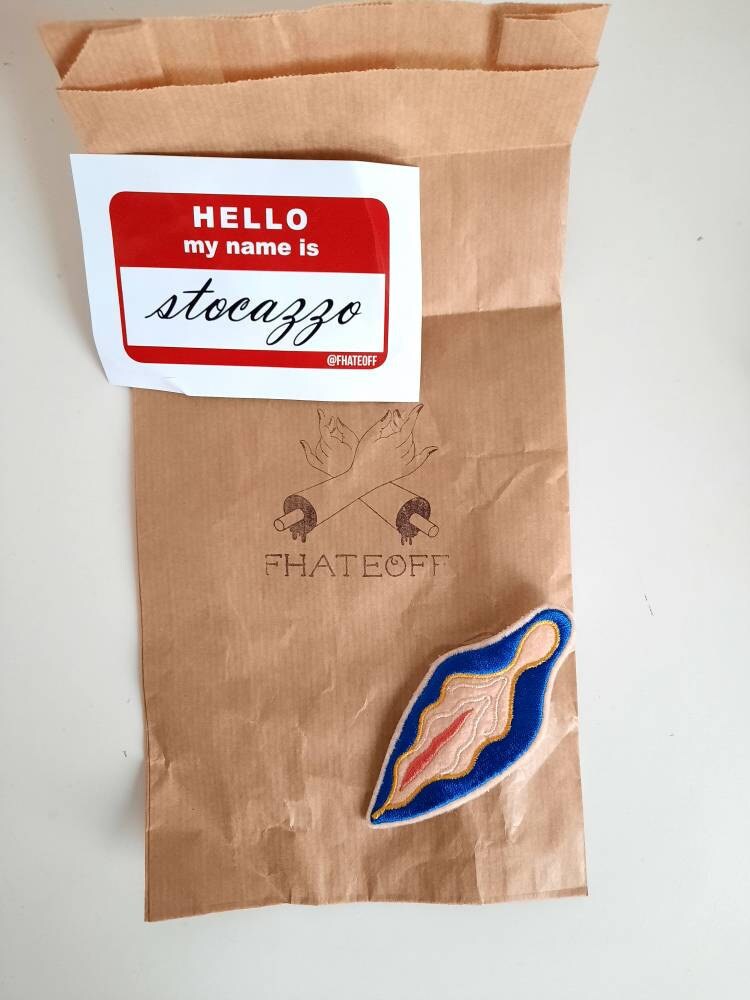 HELLO
my name is
stocazzo
@FHATEOFF
FHATEOFF